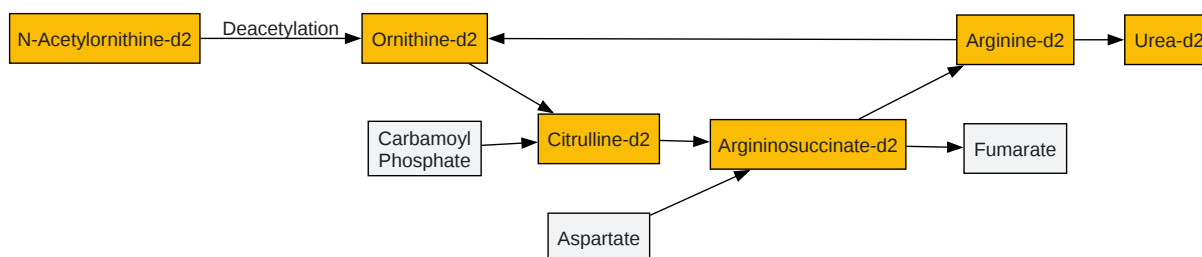 N-Acetylornithine-d2
Deacetylation
Ornithine-d2
Arginine-d2
Urea-d2
Carbamoyl
Phosphate
Citrulline-d2
Argininosuccinate-d2
Fumarate
Aspartate